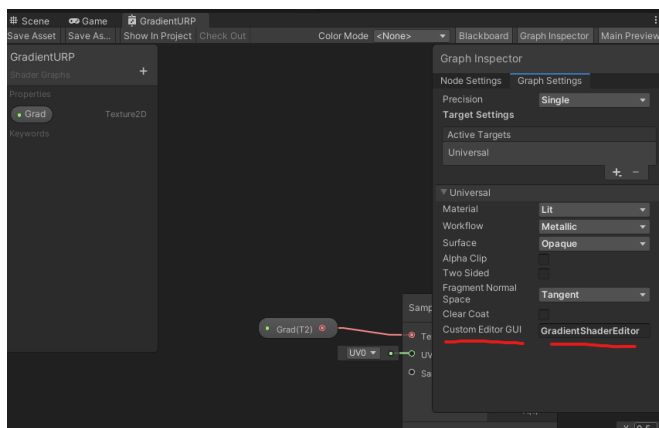 Scene Game GradientURP
Save Asset Save As... Show In Project Check Out Color Mode <None> Blackboard Graph Inspector Main Preview
GradientURP
Shader Graphs +
Properties
Grad Texture2D
Keywords
Graph Inspector
Node Settings Graph Settings
Precision Single
Target Settings
Active Targets
Universal
+ -
Universal
Material Lit
Workflow Metallic
Surface Opaque
Alpha Clip
Two Sided
Fragment Normal
Space Tangent
Clear Coat
Custom Editor GUI GradientShaderEditor
Samp
Grad(T2) Te
UV0 UV
Sa
X 0.5